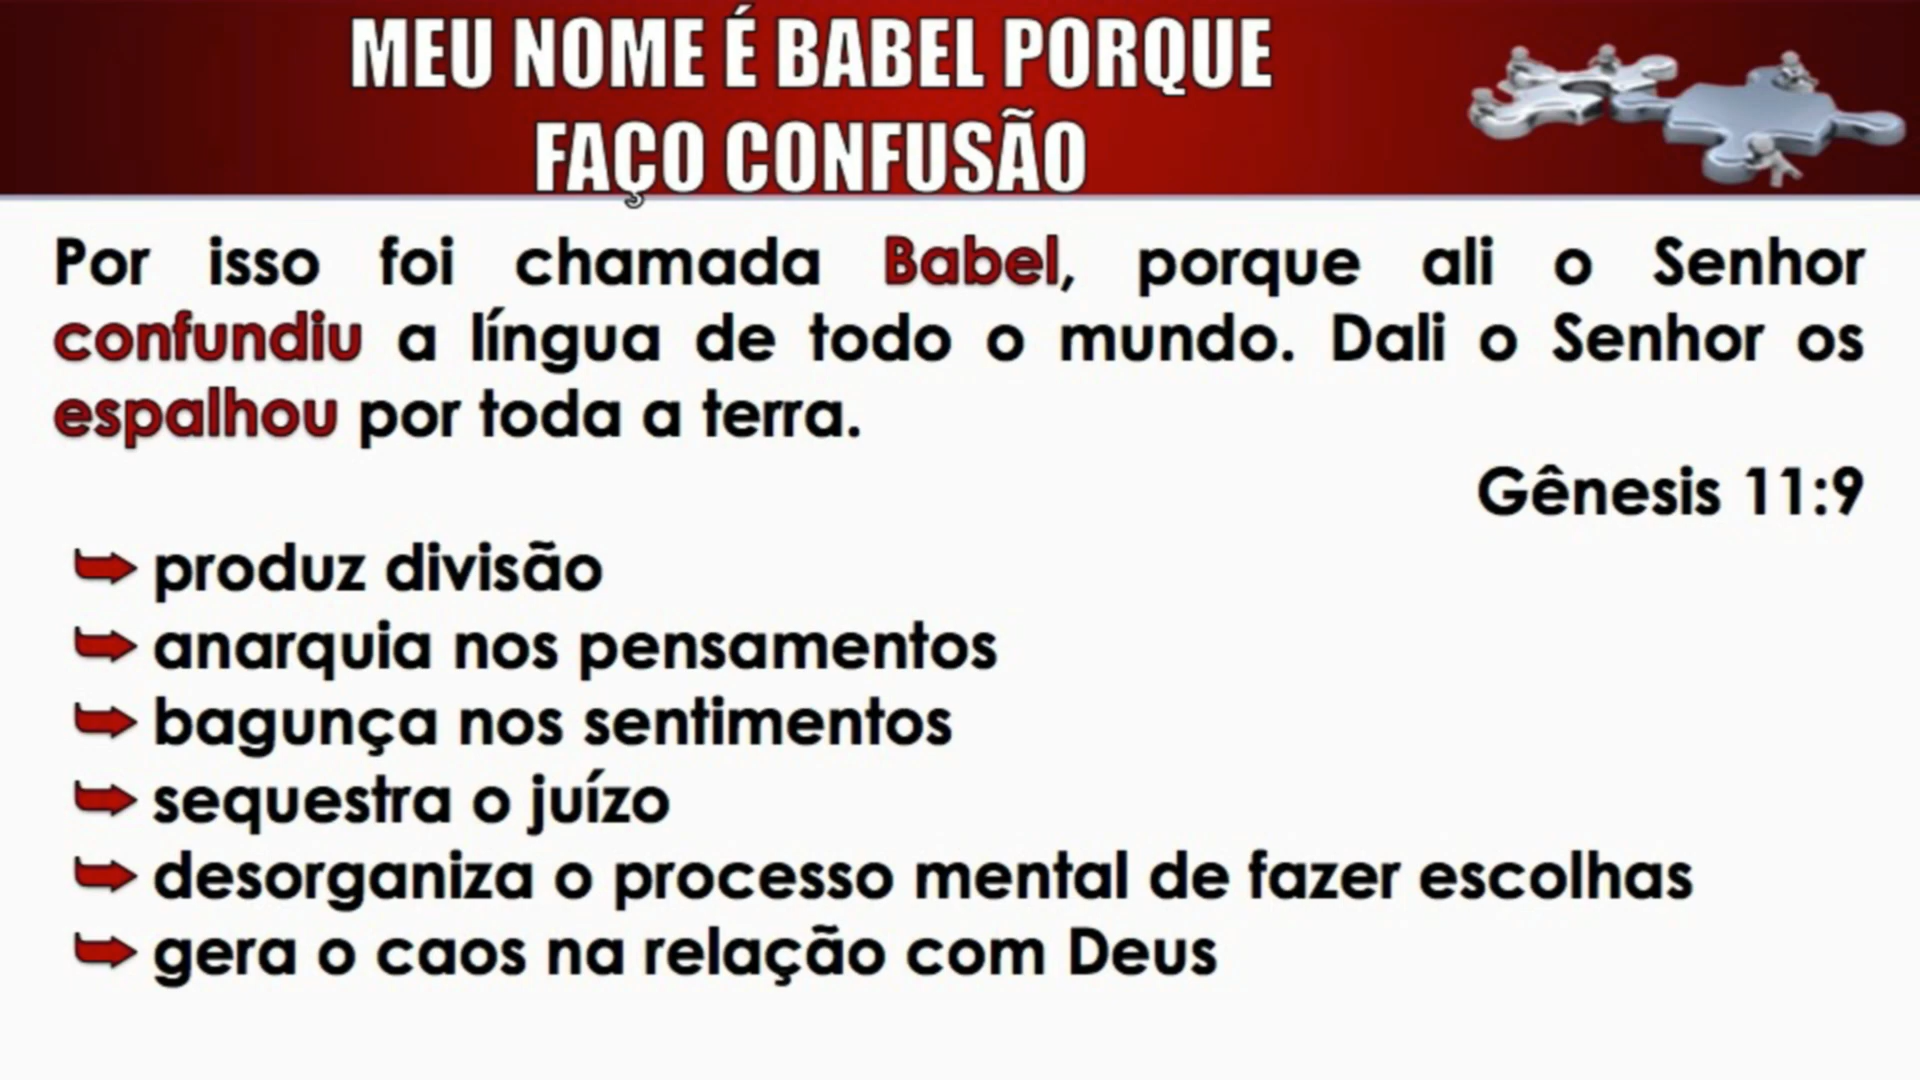 MEU NOME É BABEL PORQUE
FAÇO CONFUSÃO
Por isso foi chamada Babel, porque ali o Senhor
confundiu a língua de todo o mundo. Dali o Senhor os
espalhou por toda a terra.
Gênesis 11:9
produz divisão
anarquia nos pensamentos
bagunça nos sentimentos
sequestra o juízo
desorganiza o processo mental de fazer escolhas
gera o caos na relação com Deus